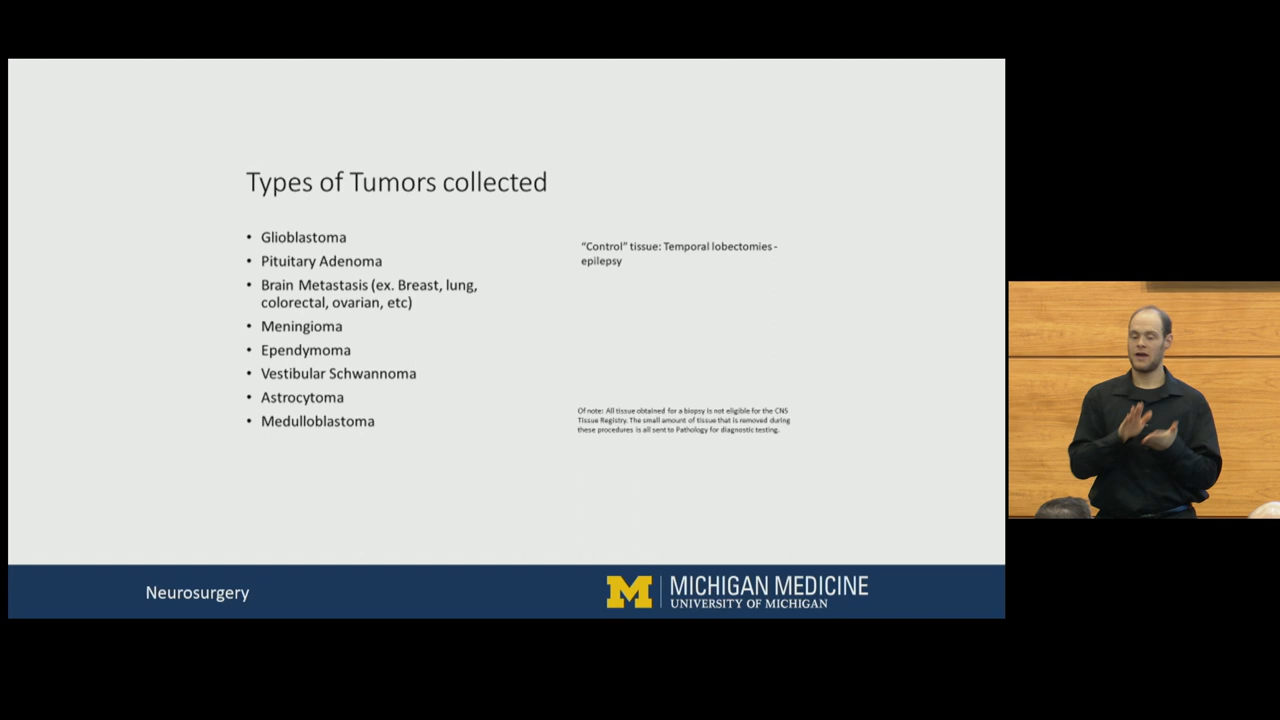 Types of Tumors collected
• Glioblastoma
• Pituitary Adenoma
• Brain Metastasis (ex. Breast, lung,
colorectal, ovarian, etc)
• Meningioma
• Ependymoma
• Vestibular Schwannoma
• Astrocytoma
• Medulloblastoma
“Control” tissue: Temporal lobectomies -
epilepsy
Of note: All tissue obtained for a biopsy is not eligible for the CNS
Tissue Registry. The small amount of tissue that is removed during
these procedures is all sent to Pathology for diagnostic testing.
Neurosurgery
M
MICHIGAN MEDICINE
UNIVERSITY OF MICHIGAN